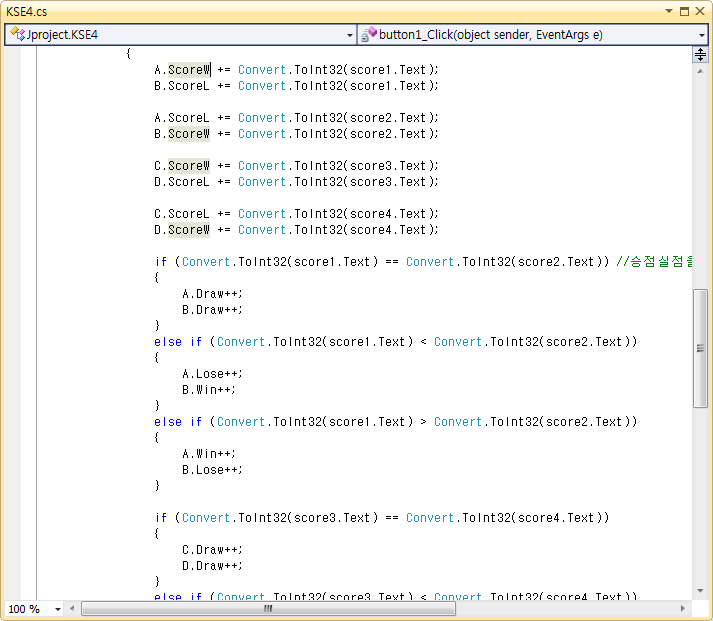 KSE4.cs
Jproject.KSE4
button1_Click(object sender, EventArgs e)
{
A.ScoreW += Convert.ToInt32(score1.Text);
B.ScoreL += Convert.ToInt32(score1.Text);
A.ScoreL += Convert.ToInt32(score2.Text);
B.ScoreW += Convert.ToInt32(score2.Text);
C.ScoreW += Convert.ToInt32(score3.Text);
D.ScoreL += Convert.ToInt32(score3.Text);
C.ScoreL += Convert.ToInt32(score4.Text);
D.ScoreW += Convert.ToInt32(score4.Text);
if (Convert.ToInt32(score1.Text) == Convert.ToInt32(score2.Text)) //승점실점을
{
A.Draw++;
B.Draw++;
}
else if (Convert.ToInt32(score1.Text) < Convert.ToInt32(score2.Text))
{
A.Lose++;
B.Win++;
}
else if (Convert.ToInt32(score1.Text) > Convert.ToInt32(score2.Text))
{
A.Win++;
B.Lose++;
}
if (Convert.ToInt32(score3.Text) == Convert.ToInt32(score4.Text))
{
C.Draw++;
D.Draw++;
}
else if (Convert.ToInt32(score3.Text) < Convert.ToInt32(score4.Text))
100 %